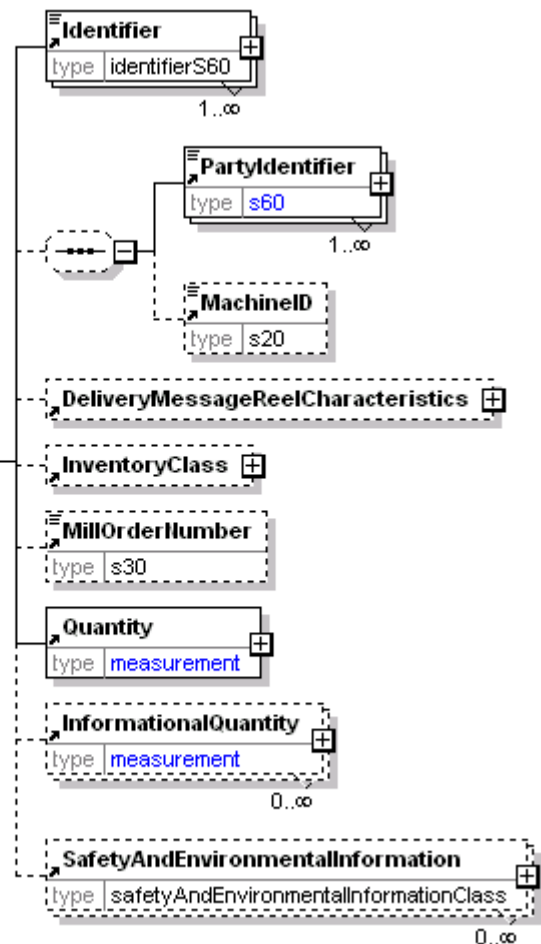 Identifier
type identifierS60
1..∞
PartyIdentifier
type s60
1..∞
MachineID
type s20
DeliveryMessageReelCharacteristics
InventoryClass
MillOrderNumber
type s30
Quantity
type measurement
InformationalQuantity
type measurement
0..∞
SafetyAndEnvironmentalInformation
type safetyAndEnvironmentalInformationClass
0..∞